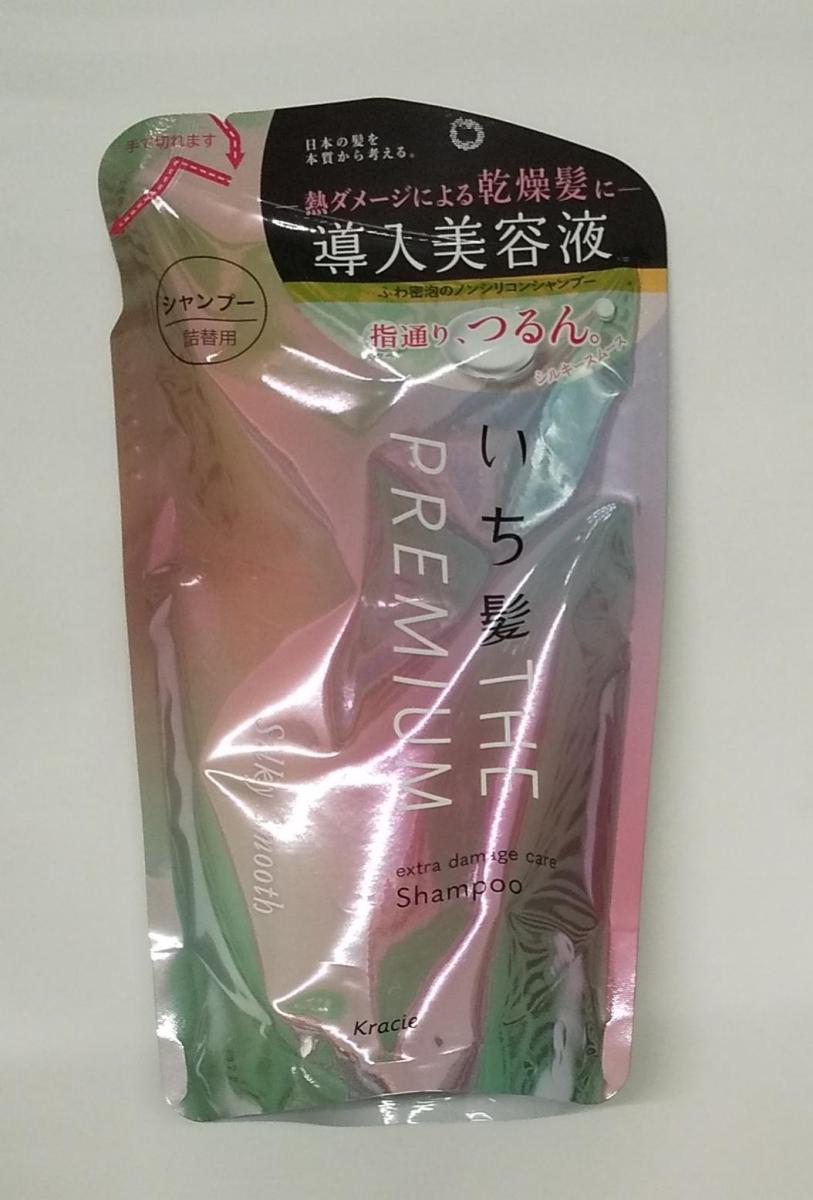 手で切れます
日本の髪を
本質から考える。
熱ダメージによる乾燥髪に
導入美容液
ふわ密泡のノンシリコンシャンプー
指通り、つるん。
シルキースムース
シャンプー
詰替用
いち髪 THE
PREMIUM
Silky Smooth
extra damage care
Shampoo
Kracie